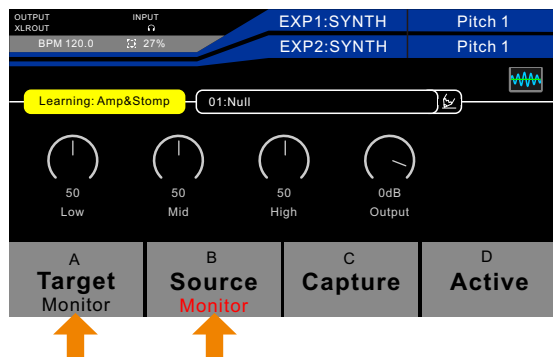 OUTPUT INPUT EXP1:SYNTH Pitch 1
XLROUT
BPM 120.0 27% EXP2:SYNTH Pitch 1
Learning: Amp&Stomp 01:Null
50 50 50 0dB
Low Mid High Output
A B C D
Target Source Capture Active
Monitor Monitor